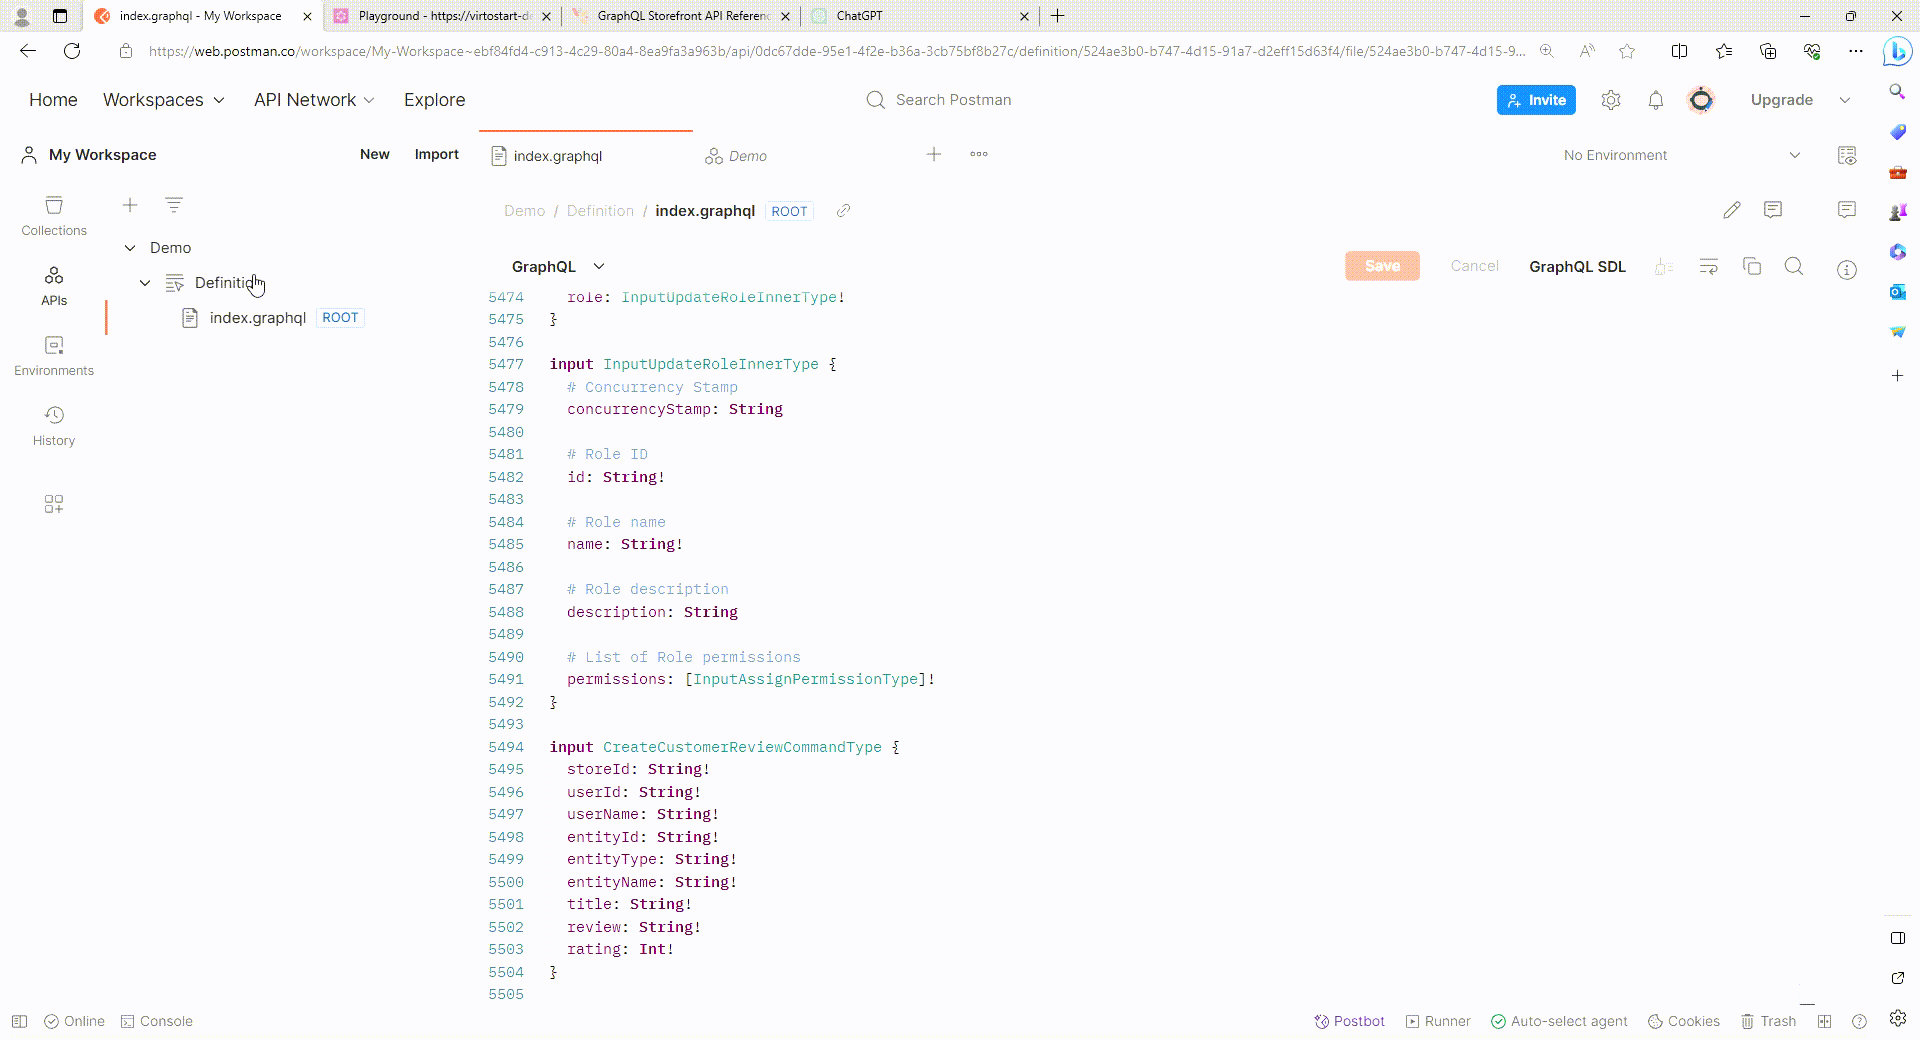 index.graphql - My Workspace
Playground - https://virtostart-de
GraphQL Storefront API Referenc
ChatGPT
https://web.postman.co/workspace/My-Workspace~ebf84fd4-c913-4c29-80a4-8ea9fa3a963b/api/0dc67dde-95e1-4f2e-b36a-3cb75bf8b27c/definition/524ae3b0-b747-4d15-91a7-d2eff15d63f4/file/524ae3b0-b747-4d15-9...
Home Workspaces API Network Explore
Search Postman
Invite
Upgrade
My Workspace
New Import
index.graphql
Demo
No Environment
Collections
APIs
Environments
History
Demo
Definition
index.graphql ROOT
Demo / Definition / index.graphql ROOT
GraphQL
Save Cancel GraphQL SDL
5474 role: InputUpdateRoleInnerType!
5475 }
5476
5477 input InputUpdateRoleInnerType {
5478 # Concurrency Stamp
5479 concurrencyStamp: String
5480
5481 # Role ID
5482 id: String!
5483
5484 # Role name
5485 name: String!
5486
5487 # Role description
5488 description: String
5489
5490 # List of Role permissions
5491 permissions: [InputAssignPermissionType]!
5492 }
5493
5494 input CreateCustomerReviewCommandType {
5495 storeId: String!
5496 userId: String!
5497 userName: String!
5498 entityId: String!
5499 entityType: String!
5500 entityName: String!
5501 title: String!
5502 review: String!
5503 rating: Int!
5504 }
5505
Online Console
Postbot Runner Auto-select agent Cookies Trash